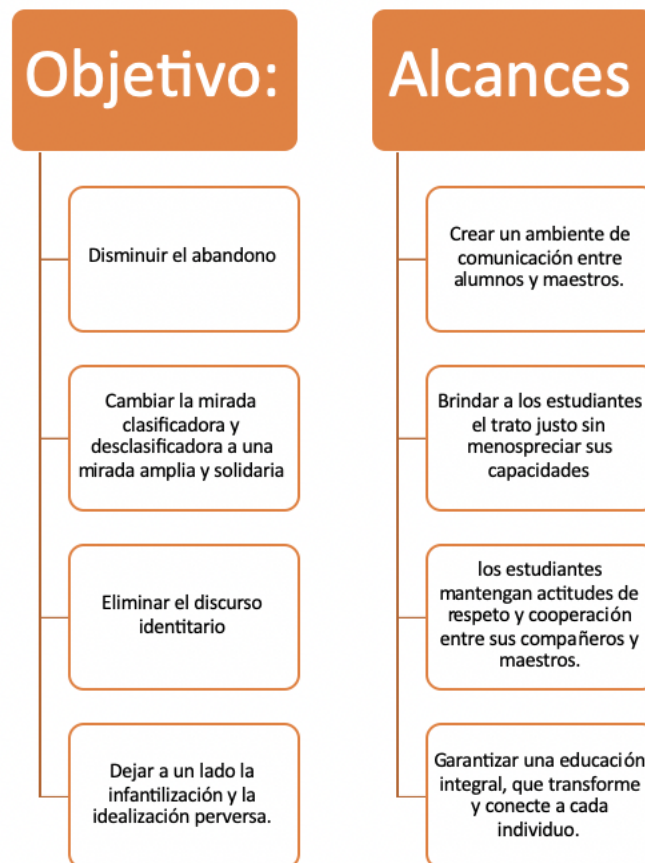 Objetivo:
Disminuir el abandono
Cambiar la mirada
clasificadora y
desclasificadora a una
mirada amplia y solidaria
Eliminar el discurso
identitario
Dejar a un lado la
infantilización y la
idealización perversa.
Alcances
Crear un ambiente de
comunicación entre
alumnos y maestros.
Brindar a los estudiantes
el trato justo sin
menospreciar sus
capacidades
los estudiantes
mantengan actitudes de
respeto y cooperación
entre sus compañeros y
maestros.
Garantizar una educación
integral, que transforme
y conecte a cada
individuo.